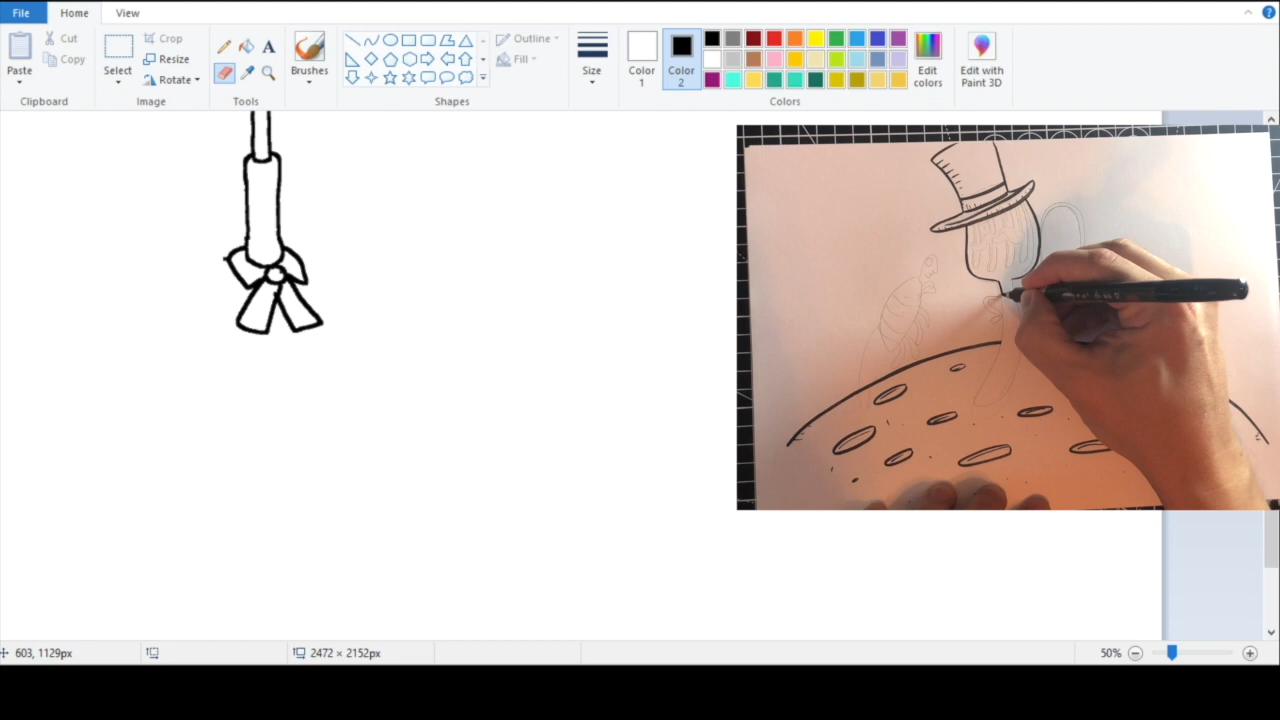 File Home View
Paste Cut Copy Clipboard
Select Crop Resize Rotate Image
Tools
Brushes
Outline Fill Shapes
Size
Color 1 Color 2 Edit colors Colors
Edit with Paint 3D
603, 1129px 2472 × 2152px 50%